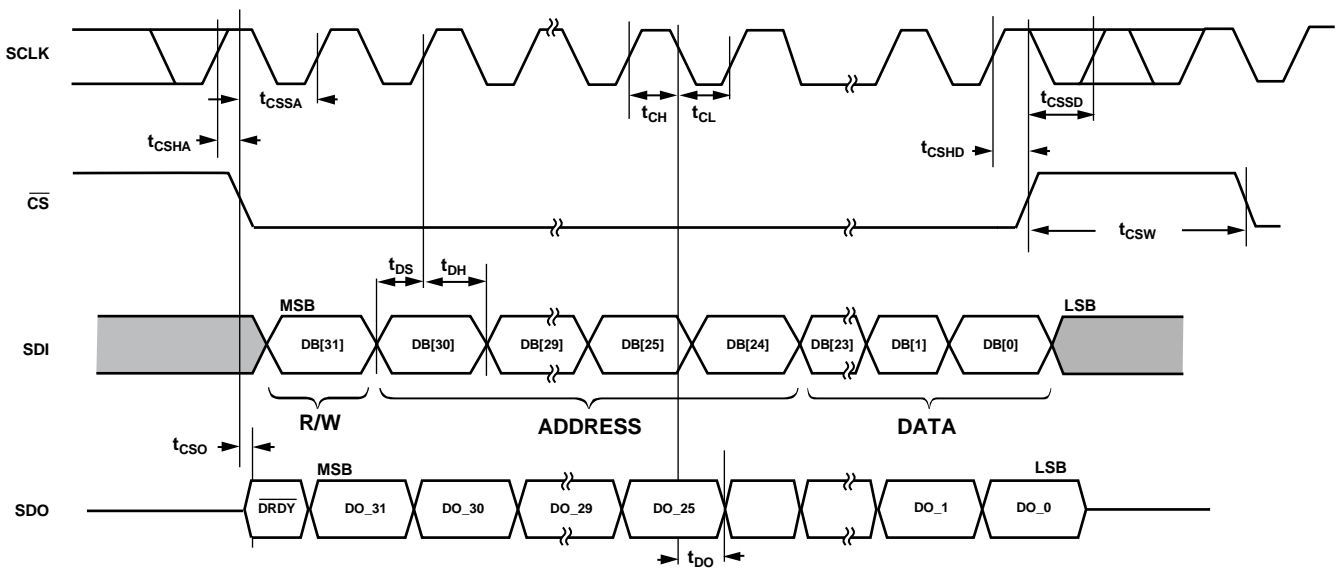 SCLK
tCSSA
tCH
tCL
tCSSD
tCSHA
tCSHD
CS
tCSW
tDS
tDH
MSB
LSB
SDI
DB[31]
DB[30]
DB[29]
DB[25]
DB[24]
DB[23]
DB[1]
DB[0]
R/W
ADDRESS
DATA
tCSO
MSB
LSB
SDO
DRDY
DO_31
DO_30
DO_29
DO_25
DO_1
DO_0
tDO